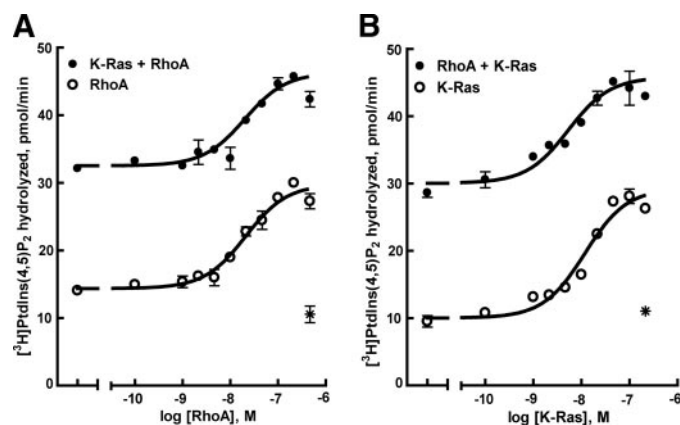 A
● K-Ras + RhoA
○ RhoA
[³H]PtdIns(4,5)P₂ hydrolyzed, pmol/min
50
40
30
20
10
0
-10 -9 -8 -7 -6
log [RhoA], M
*
B
● RhoA + K-Ras
○ K-Ras
[³H]PtdIns(4,5)P₂ hydrolyzed, pmol/min
50
40
30
20
10
0
-10 -9 -8 -7 -6
log [K-Ras], M
*